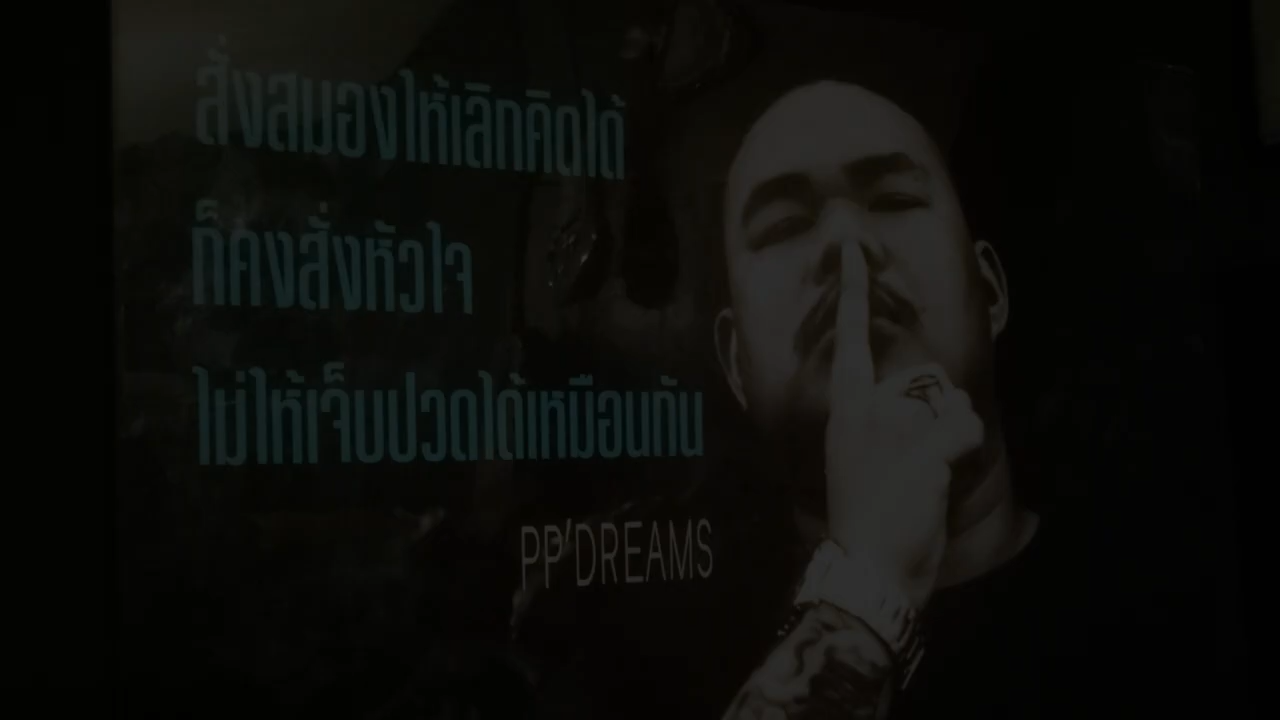 สั่งสมองให้เลิกคิดได้
ก็คงสั่งหัวใจ
ไม่ให้เจ็บปวดได้เหมือนกัน
PP'DREAMS